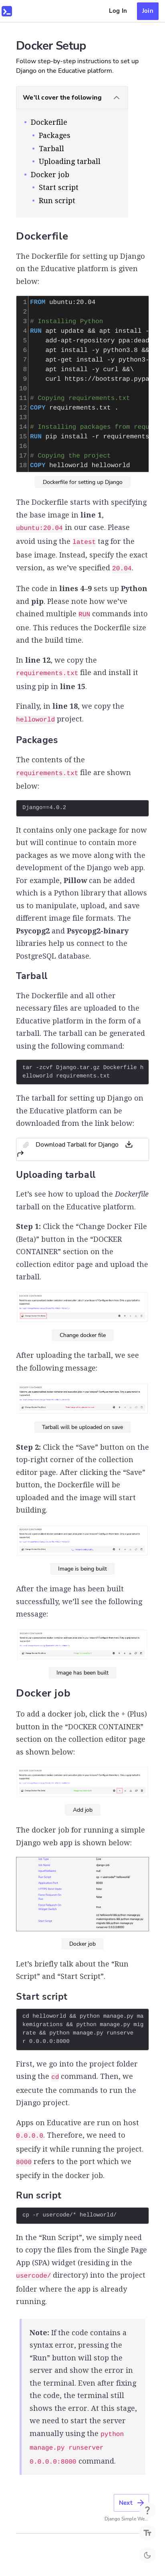 Log In
Join
Docker Setup
Follow step-by-step instructions to set up
Django on the Educative platform.
We'll cover the following
Dockerfile
Packages
Tarball
Uploading tarball
Docker job
Start script
Run script
Dockerfile
The Dockerfile for setting up Django
on the Educative platform is given
below:
1 FROM ubuntu:20.04
2
3 # Installing Python
4 RUN apt update && apt install -
5 add-apt-repository ppa:dead
6 apt install -y python3.8 &&
7 apt-get install -y python3-
8 apt install -y curl &&\
9 curl https://bootstrap.pypa
10
11 # Copying requirements.txt
12 COPY requirements.txt .
13
14 # Installing packages from requ
15 RUN pip install -r requirements
16
17 # Copying the project
18 COPY helloworld helloworld
Dockerfile for setting up Django
The Dockerfile starts with specifying
the base image in line 1,
ubuntu:20.04 in our case. Please
avoid using the latest tag for the
base image. Instead, specify the exact
version, as we've specified 20.04.
The code in lines 4–9 sets up Python
and pip. Please note how we've
chained multiple RUN commands into
one. This reduces the Dockerfile size
and the build time.
In line 12, we copy the
requirements.txt file and install it
using pip in line 15.
Finally, in line 18, we copy the
helloworld project.
Packages
The contents of the
requirements.txt file are shown
below:
Django==4.0.2
It contains only one package for now
but will continue to contain more
packages as we move along with the
development of the Django web app.
For example, Pillow can be added
which is a Python library that allows
us to manipulate, upload, and save
different image file formats. The
Psycopg2 and Psycopg2-binary
libraries help us connect to the
PostgreSQL database.
Tarball
The Dockerfile and all other
necessary files are uploaded to the
Educative platform in the form of a
tarball. The tarball can be generated
using the following command:
tar -zcvf Django.tar.gz Dockerfile h
elloworld requirements.txt
The tarball for setting up Django on
the Educative platform can be
downloaded from the link below:
Download Tarball for Django
Uploading tarball
Let's see how to upload the Dockerfile
tarball on the Educative platform.
Step 1: Click the “Change Docker File
(Beta)” button in the “DOCKER
CONTAINER” section on the
collection editor page and upload the
tarball.
Change docker file
After uploading the tarball, we see
the following message:
Tarball will be uploaded on save
Step 2: Click the “Save” button on the
top-right corner of the collection
editor page. After clicking the “Save”
button, the Dockerfile will be
uploaded and the image will start
building.
Image is being built
After the image has been built
successfully, we'll see the following
message:
Image has been built
Docker job
To add a docker job, click the + (Plus)
button in the “DOCKER CONTAINER”
section on the collection editor page
as shown below:
Add job
The docker job for running a simple
Django web app is shown below:
Docker job
Let's briefly talk about the “Run
Script” and “Start Script”.
Start script
cd helloworld && python manage.py ma
kemigrations && python manage.py mig
rate && python manage.py runserve
r 0.0.0.0:8000
First, we go into the project folder
using the cd command. Then, we
execute the commands to run the
Django project.
Apps on Educative are run on host
0.0.0.0. Therefore, we need to
specify it while running the project.
8000 refers to the port which we
specify in the docker job.
Run script
cp -r usercode/* helloworld/
In the “Run Script”, we simply need
to copy the files from the Single Page
App (SPA) widget (residing in the
usercode/ directory) into the project
folder where the app is already
running.
Note: If the code contains a
syntax error, pressing the
“Run” button will stop the
server and show the error in
the terminal. Even after fixing
the code, the terminal still
shows the error. At this stage,
we need to start the server
manually using the python
manage.py runserver
0.0.0.0:8000 command.
Next
Django Simple We...